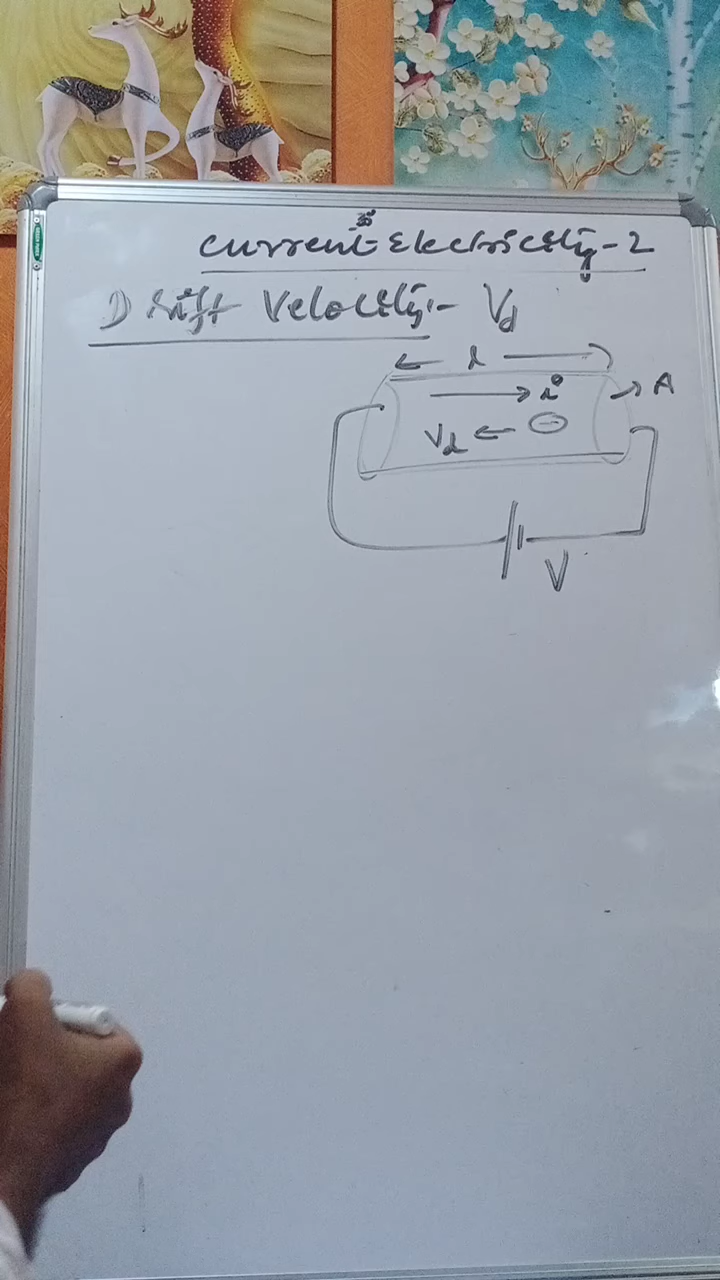 Current Electricity-2
1) Drift Velocity:- Vd
← l →
→ i → A
Vd ← −
V